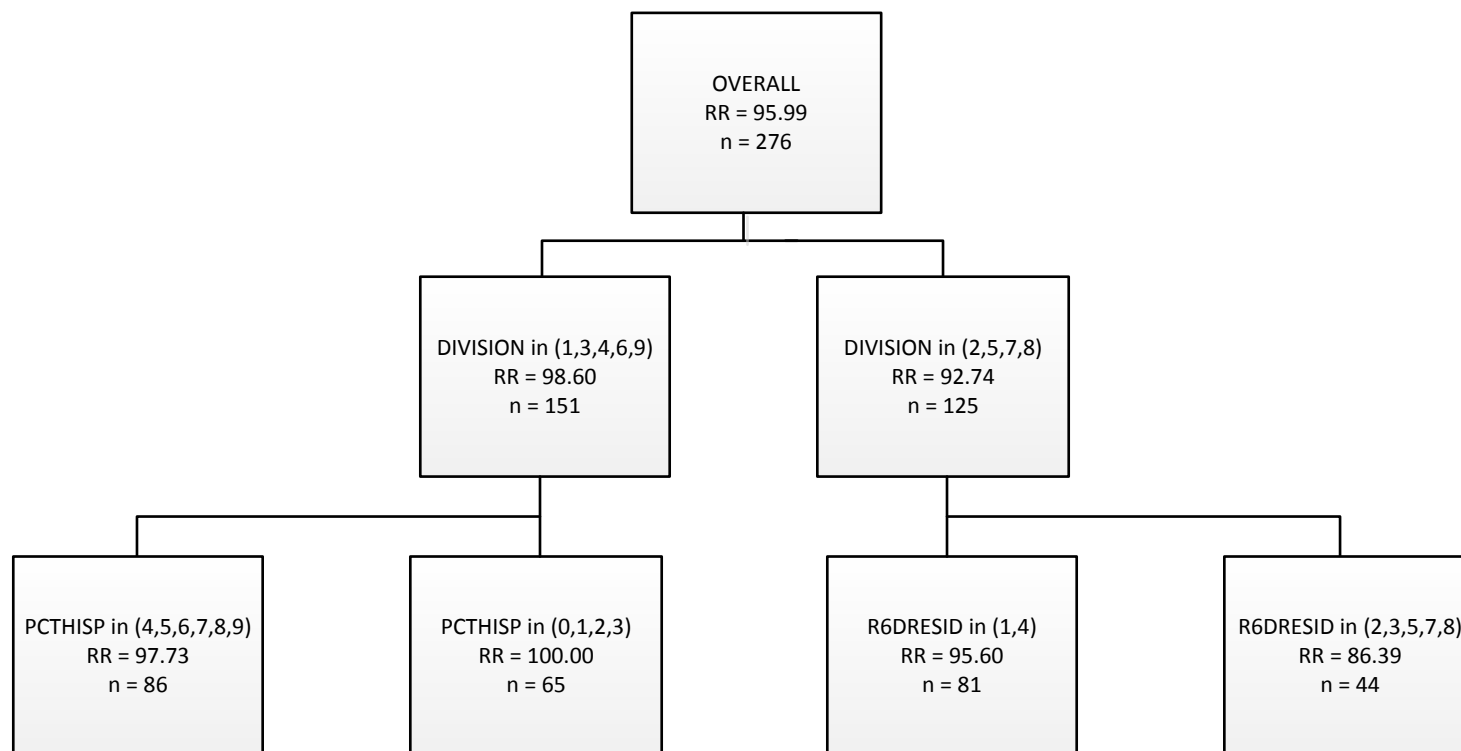 OVERALL
RR = 95.99
n = 276
DIVISION in (1,3,4,6,9)
RR = 98.60
n = 151
DIVISION in (2,5,7,8)
RR = 92.74
n = 125
PCTHISP in (4,5,6,7,8,9)
RR = 97.73
n = 86
PCTHISP in (0,1,2,3)
RR = 100.00
n = 65
R6DRESID in (1,4)
RR = 95.60
n = 81
R6DRESID in (2,3,5,7,8)
RR = 86.39
n = 44